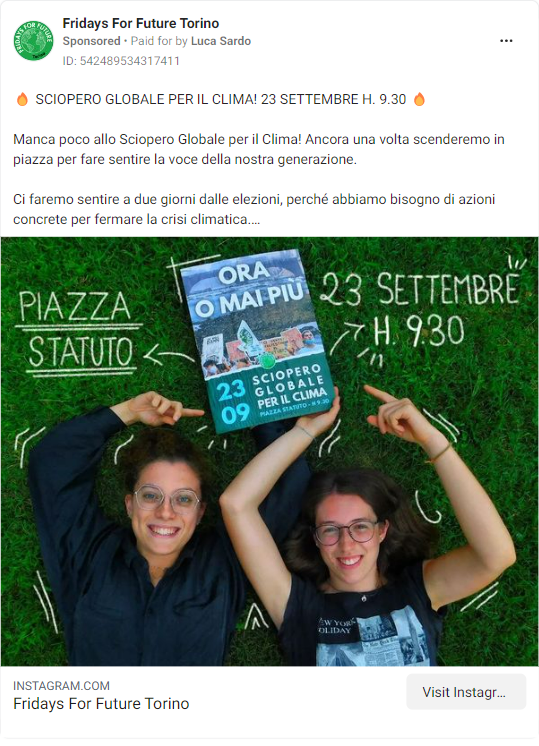 Fridays For Future Torino
Sponsored • Paid for by Luca Sardo
ID: 542489534317411
FRIDAYS FOR FUTURE
Torino
🔥 SCIOPERO GLOBALE PER IL CLIMA! 23 SETTEMBRE H. 9.30 🔥
Manca poco allo Sciopero Globale per il Clima! Ancora una volta scenderemo in
piazza per fare sentire la voce della nostra generazione.
Ci faremo sentire a due giorni dalle elezioni, perché abbiamo bisogno di azioni
concrete per fermare la crisi climatica....
PIAZZA
STATUTO
ORA
O MAI PIÙ
23
09
SCIOPERO
GLOBALE
PER IL CLIMA
PIAZZA STATUTO - H 9.30
23 SETTEMBRE
H. 9.30
NEW YORK
HOLIDAY
INSTAGRAM.COM
Fridays For Future Torino
Visit Instagr...